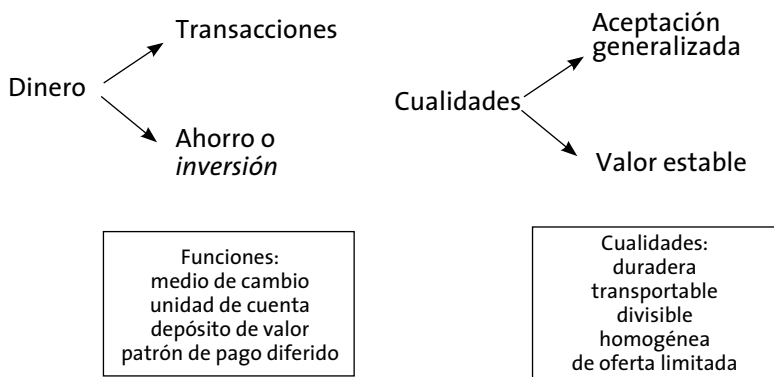 Dinero
Transacciones
Ahorro o
inversión
Cualidades
Aceptación
generalizada
Valor estable
Funciones:
medio de cambio
unidad de cuenta
depósito de valor
patrón de pago diferido
Cualidades:
duradera
transportable
divisible
homogénea
de oferta limitada